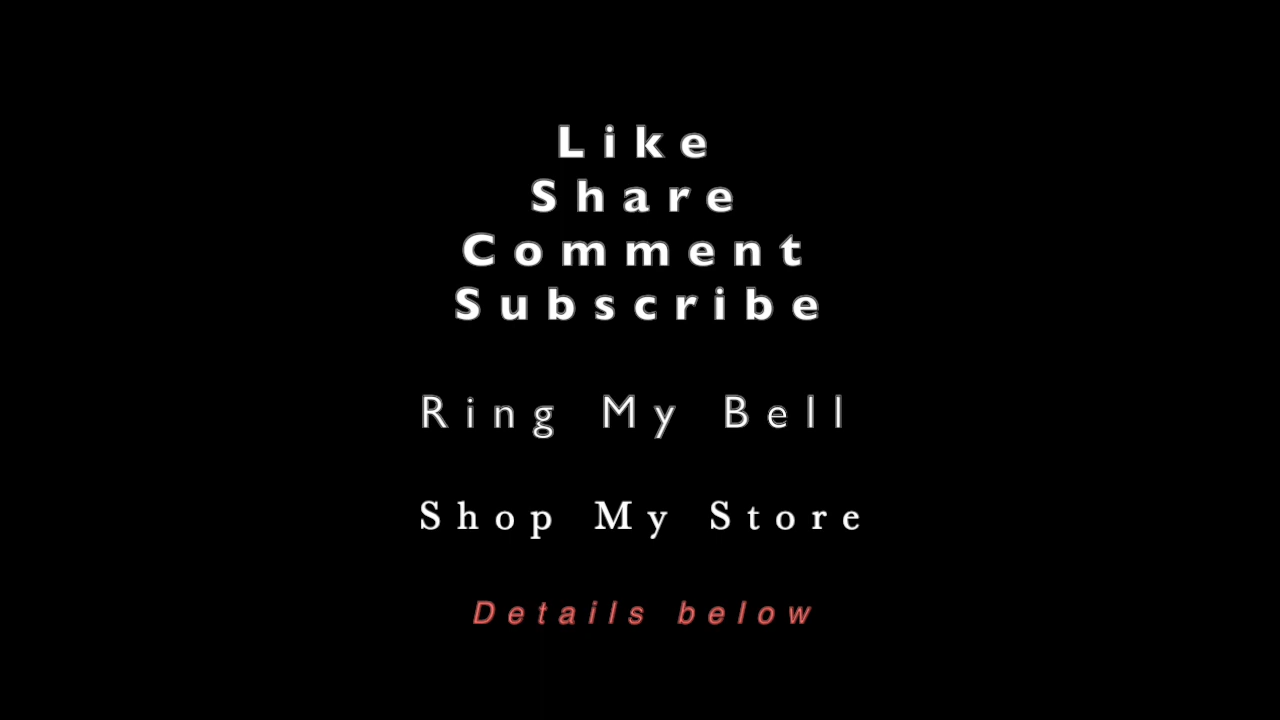 Like
Share
Comment
Subscribe
Ring My Bell
Shop My Store
Details below